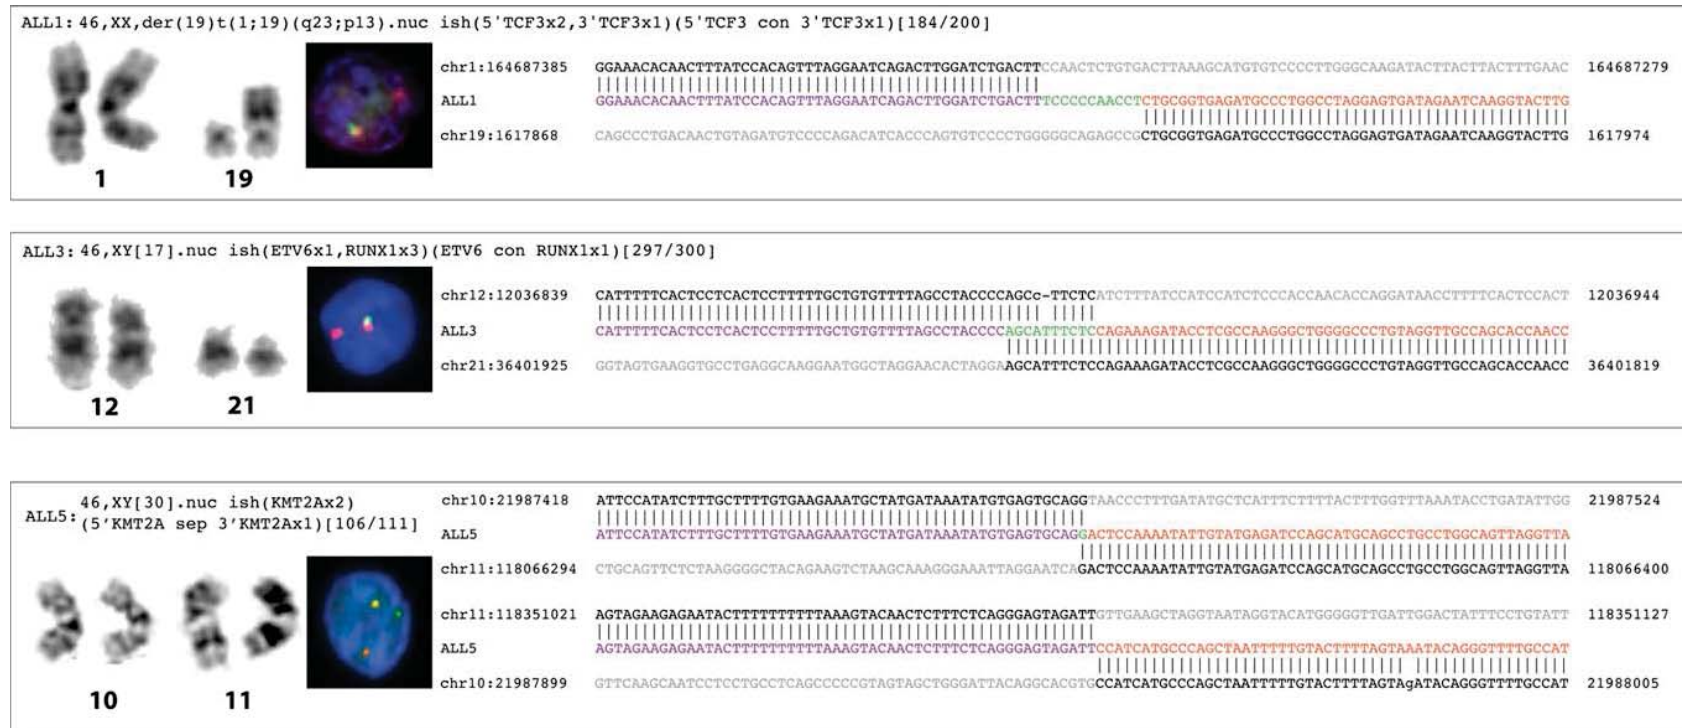 ALL1: 46,XX,der(19)t(1;19)(q23;p13).nuc ish(5'TCF3x2,3'TCF3x1)(5'TCF3 con 3'TCF3x1)[184/200]
chr1:164687385 GGAAACACAACTTTATCCACAGTTTAGGAATCAGACTTGGATCTGACTTCCAACTCTGTGACTTAAAGCATGTGTCCCCTTGGGCAAGATACTTACTTACTTTGAAC 164687279
ALL1 GGAAACACAACTTTATCCACAGTTTAGGAATCAGACTTGGATCTGACTTTCCCCCAACCTCTGCGGTGAGATGCCCTGGCCTAGGAGTGATAGAATCAAGGTACTTG
chr19:1617868 CAGCCCTGACAACTGTAGATGTCCCCAGACATCACCCAGTGTCCCCTGGGGGCAGAGCCGCTGCGGTGAGATGCCCTGGCCTAGGAGTGATAGAATCAAGGTACTTG 1617974
1 19
ALL3: 46,XY[17].nuc ish(ETV6x1,RUNX1x3)(ETV6 con RUNX1x1)[297/300]
chr12:12036839 CATTTTTCACTCCTCACTCCTTTTTGCTGTGTTTTAGCCTACCCCAGCc-TTCTCATCTTTATCCATCCATCTCCCACCAACACCAGGATAACCTTTTCACTCCACT 12036944
ALL3 CATTTTTCACTCCTCACTCCTTTTTGCTGTGTTTTAGCCTACCCCAGCATTTCTCCAGAAAGATACCTCGCCAAGGGCTGGGGCCCTGTAGGTTGCCAGCACCAACC
chr21:36401925 GGTAGTGAAGGTGCCTGAGGCAAGGAATGGCTAGGAACACTAGGAAGCATTTCTCCAGAAAGATACCTCGCCAAGGGCTGGGGCCCTGTAGGTTGCCAGCACCAACC 36401819
12 21
ALL5: 46,XY[30].nuc ish(KMT2Ax2)
(5'KMT2A sep 3'KMT2Ax1)[106/111]
chr10:21987418 ATTCCATATCTTTGCTTTTGTGAAGAAATGCTATGATAAATATGTGAGTGCAGGTAACCCTTTGATATGCTCATTTCTTTTACTTTGGTTTAAATACCTGATATTGG 21987524
ALL5 ATTCCATATCTTTGCTTTTGTGAAGAAATGCTATGATAAATATGTGAGTGCAGGACTCCAAAATATTGTATGAGATCCAGCATGCAGCCTGCCTGGCAGTTAGGTTA
chr11:118066294 CTGCAGTTCTCTAAGGGGCTACAGAAGTCTAAGCAAAGGGAAATTAGGAATCAGACTCCAAAATATTGTATGAGATCCAGCATGCAGCCTGCCTGGCAGTTAGGTTA 118066400
chr11:118351021 AGTAGAAGAGAATACTTTTTTTTTTAAAGTACAACTCTTTCTCAGGGAGTAGATTGTTGAAGCTAGGTAATAGGTACATGGGGGTTGATTGGACTATTTCCTGTATT 118351127
ALL5 AGTAGAAGAGAATACTTTTTTTTTTAAAGTACAACTCTTTCTCAGGGAGTAGATTCCATCATGCCCAGCTAATTTTTGTACTTTTAGTAAATACAGGGTTTTGCCAT
chr10:21987899 GTTCAAGCAATCCTCCTGCCTCAGCCCCCGTAGTAGCTGGGATTACAGGCACGTGCCATCATGCCCAGCTAATTTTTGTACTTTTAGTAgATACAGGGTTTTGCCAT 21988005
10 11